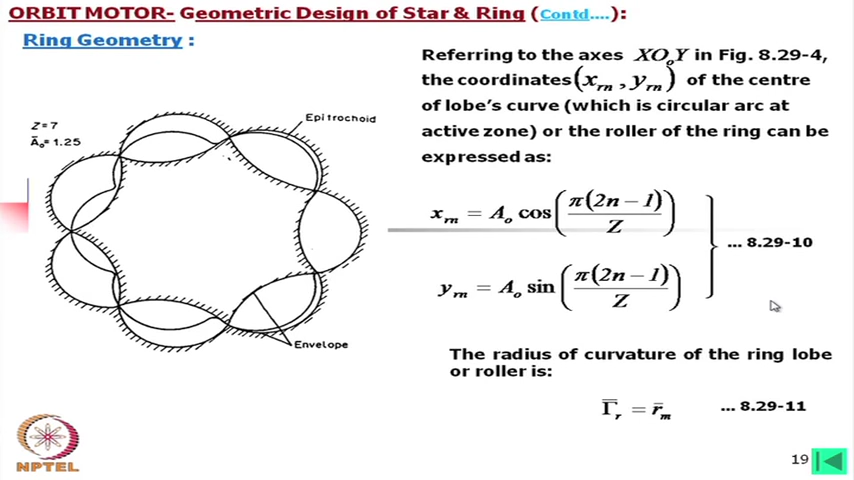 ORBIT MOTOR- Geometric Design of Star & Ring (Contd....):
Ring Geometry :
Z = 7
Āₒ = 1.25
Epitrochoid
Envelope
Referring to the axes XOₒY in Fig. 8.29-4,
the coordinates (xᵣₙ , yᵣₙ) of the centre
of lobe's curve (which is circular arc at
active zone) or the roller of the ring can be
expressed as:
xᵣₙ = Aₒ cos(π(2n – 1)/Z)
... 8.29-10
yᵣₙ = Aₒ sin(π(2n – 1)/Z)
The radius of curvature of the ring lobe
or roller is:
Γ̄ᵣ = r̄ₘ ... 8.29-11
NPTEL
19